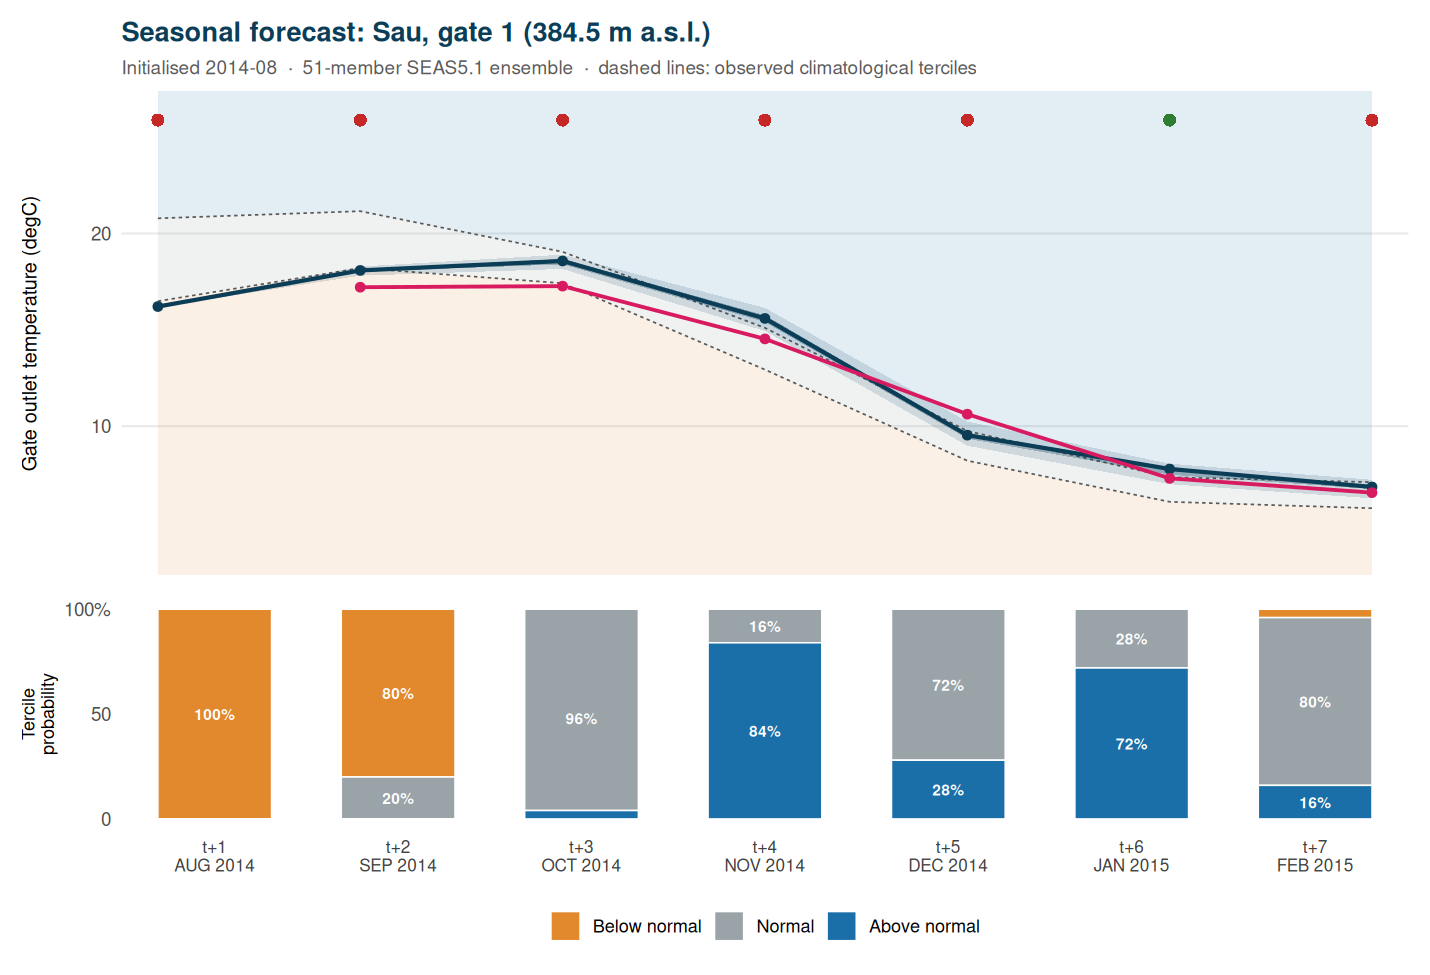 Seasonal forecast: Sau, gate 1 (384.5 m a.s.l.)
Initialised 2014-08 · 51-member SEAS5.1 ensemble · dashed lines: observed climatological terciles
Gate outlet temperature (degC)
20
10
Tercile
probability
100%
50
0
100%
80%
20%
96%
16%
84%
72%
28%
28%
72%
80%
16%
t+1
AUG 2014
t+2
SEP 2014
t+3
OCT 2014
t+4
NOV 2014
t+5
DEC 2014
t+6
JAN 2015
t+7
FEB 2015
Below normal
Normal
Above normal